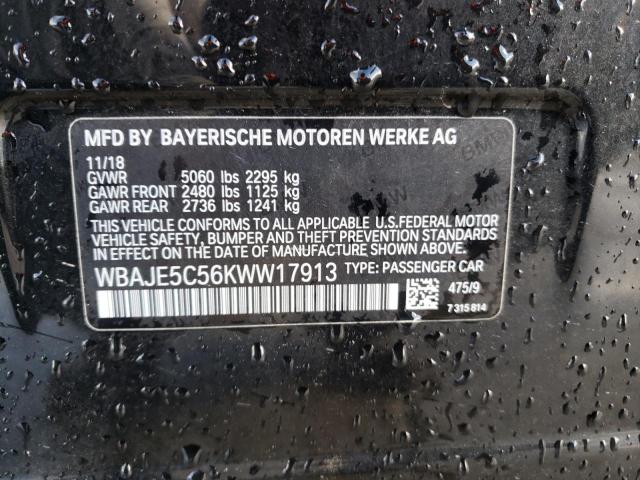 MFD BY BAYERISCHE MOTOREN WERKE AG
11/18
GVWR 5060 lbs 2295 kg
GAWR FRONT 2480 lbs 1125 kg
GAWR REAR 2736 lbs 1241 kg
THIS VEHICLE CONFORMS TO ALL APPLICABLE U.S.FEDERAL MOTOR
VEHICLE SAFETY, BUMPER AND THEFT PREVENTION STANDARDS
IN EFFECT ON THE DATE OF MANUFACTURE SHOWN ABOVE.
WBAJE5C56KWW17913 TYPE: PASSENGER CAR
475/9
7315814